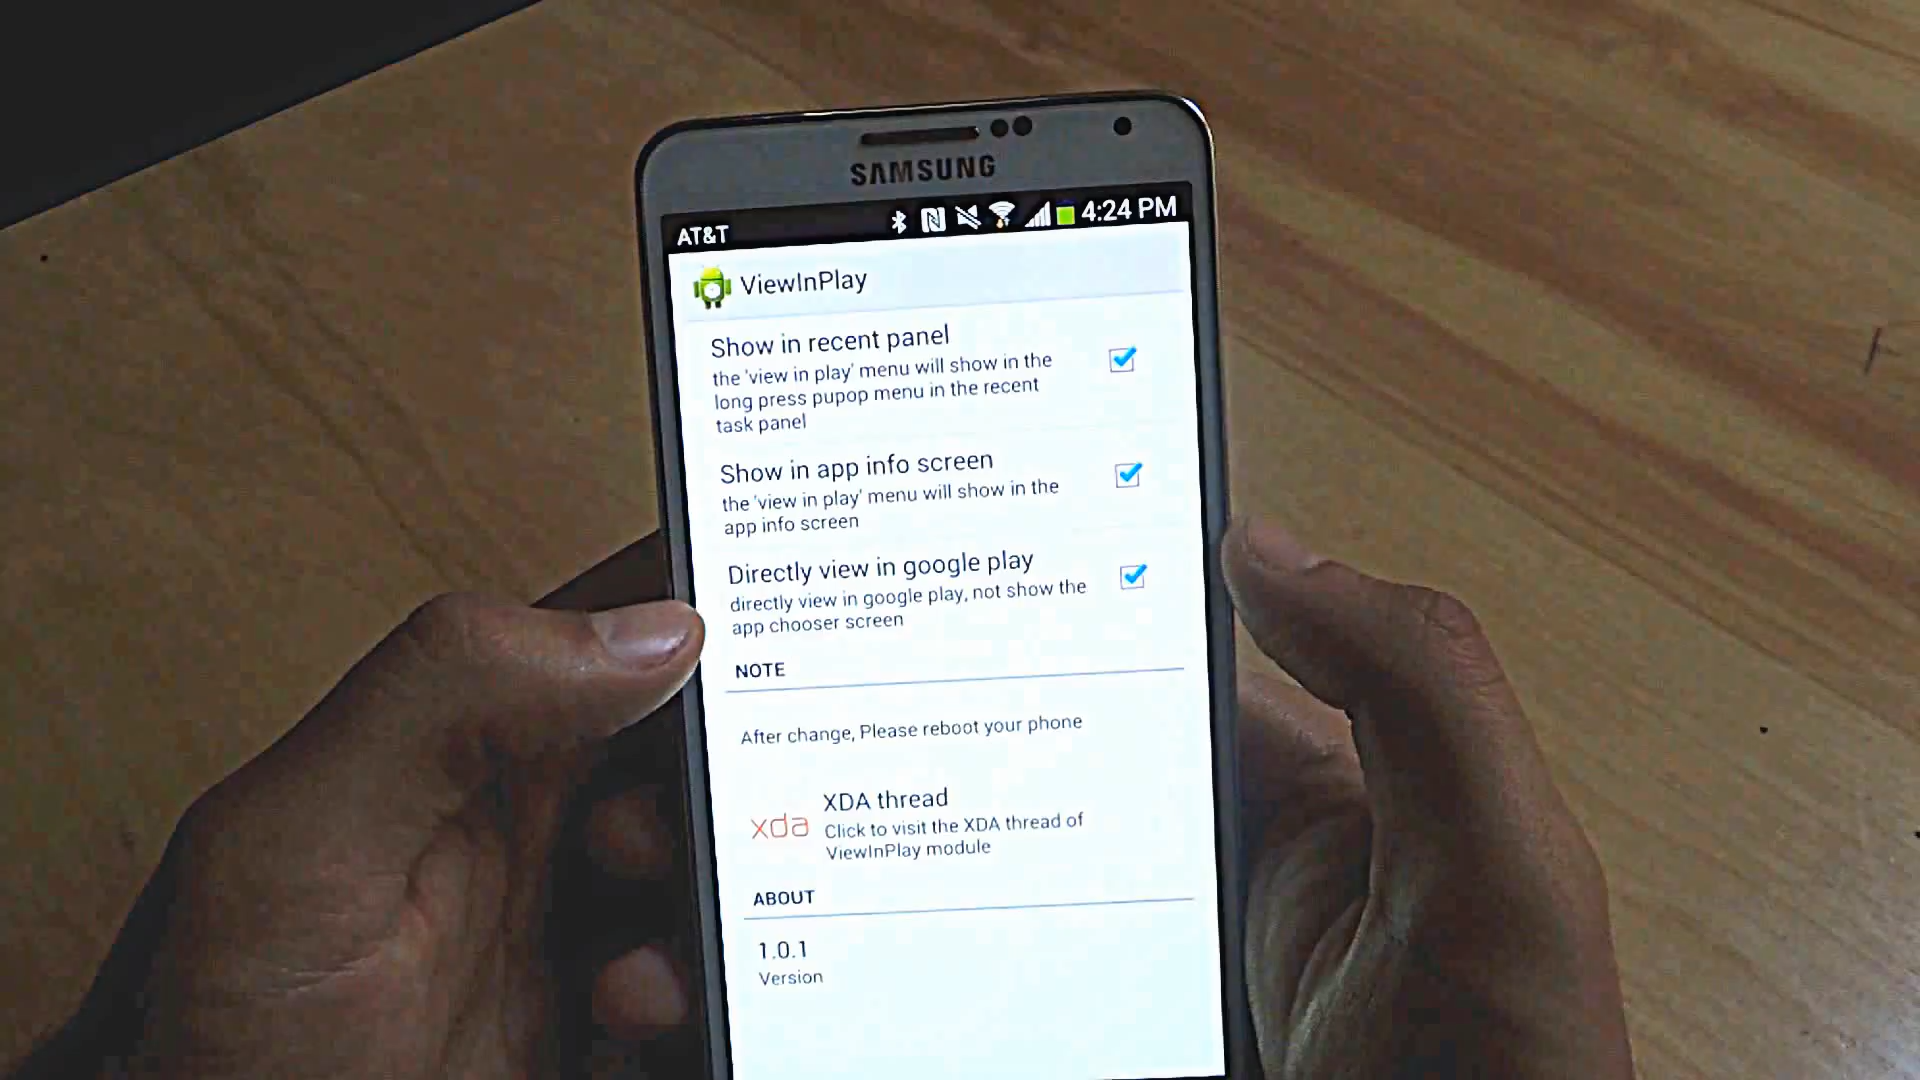 SAMSUNG
AT&T 4:24 PM
ViewInPlay
Show in recent panel
the 'view in play' menu will show in the
long press pupop menu in the recent
task panel
Show in app info screen
the 'view in play' menu will show in the
app info screen
Directly view in google play
directly view in google play, not show the
app chooser screen
NOTE
After change, Please reboot your phone
xda
XDA thread
Click to visit the XDA thread of
ViewInPlay module
ABOUT
1.0.1
Version